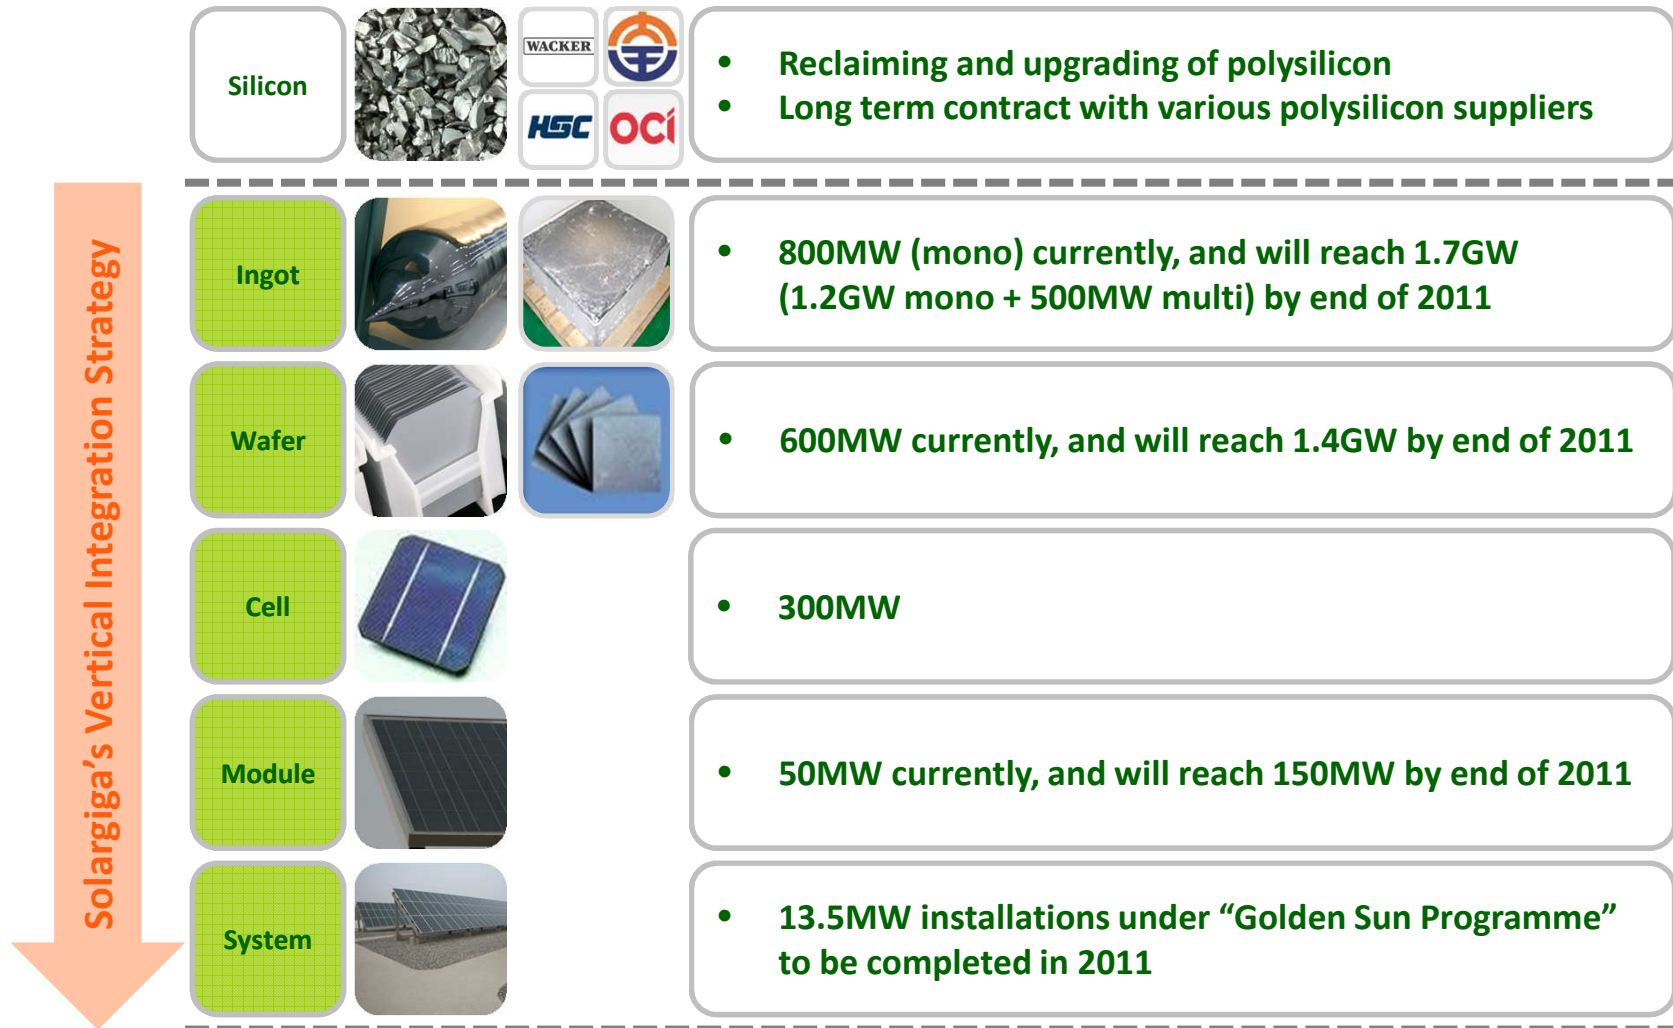 Silicon
WACKER
HSC
OCI
• Reclaiming and upgrading of polysilicon
• Long term contract with various polysilicon suppliers
Solargiga’s Vertical Integration Strategy
Ingot
• 800MW (mono) currently, and will reach 1.7GW
(1.2GW mono + 500MW multi) by end of 2011
Wafer
• 600MW currently, and will reach 1.4GW by end of 2011
Cell
• 300MW
Module
• 50MW currently, and will reach 150MW by end of 2011
System
• 13.5MW installations under “Golden Sun Programme”
to be completed in 2011